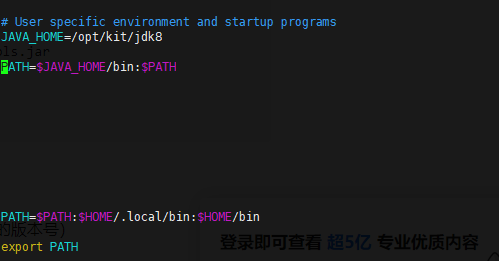 # User specific environment and startup programs
JAVA_HOME=/opt/kit/jdk8
ls.jar
PATH=$JAVA_HOME/bin:$PATH
PATH=$PATH:$HOME/.local/bin:$HOME/bin
的版本号)
登录即可查看 超5亿 专业优质内容
export PATH